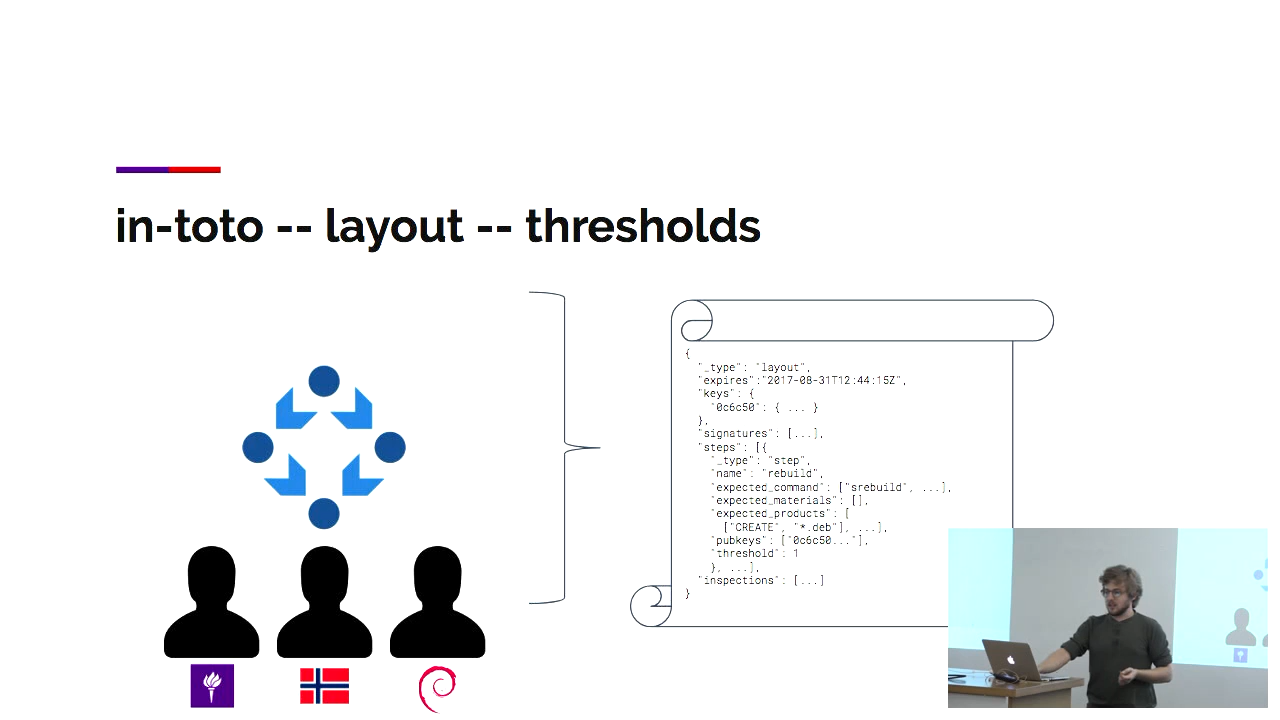 in-toto -- layout -- thresholds
{
"_type": "layout",
"expires":"2017-08-31T12:44:15Z",
"keys": {
"0c6c50": { ... }
},
"signatures": [...],
"steps": [{
"_type": "step",
"name": "rebuild",
"expected_command": ["srebuild", ...],
"expected_materials": [],
"expected_products": [
["CREATE", "*.deb"], ...],
"pubkeys": ["0c6c50..."],
"threshold": 1
}, ...],
"inspections": [...]
}